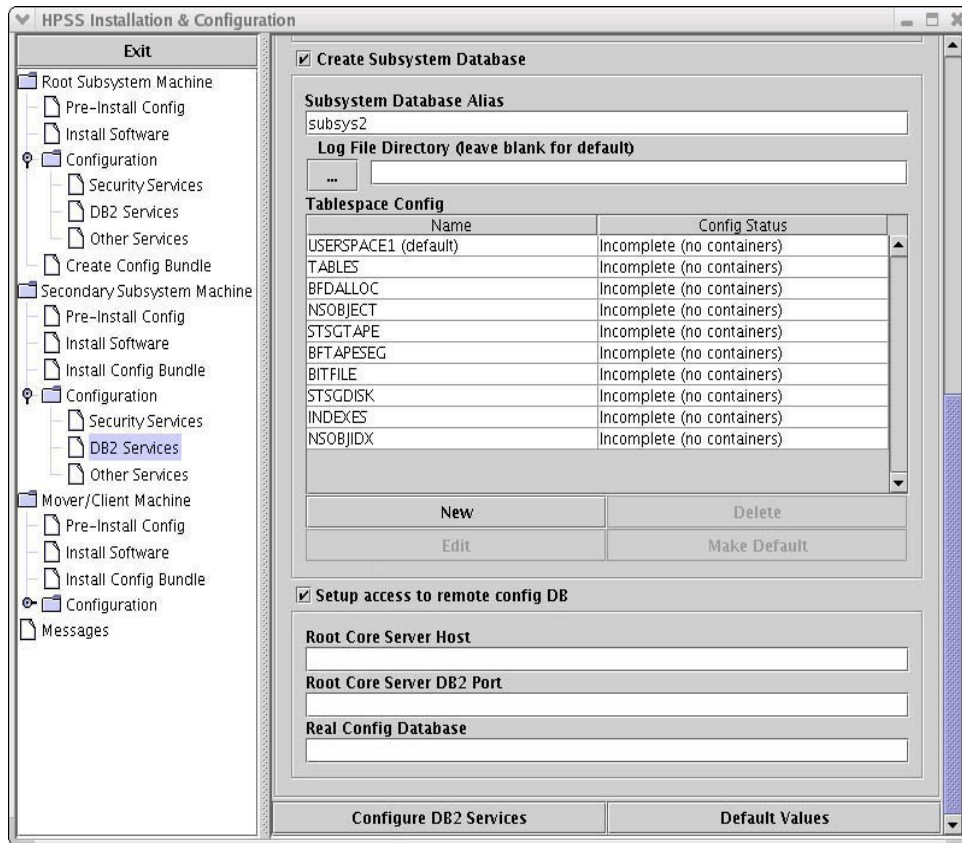 HPSS Installation & Configuration
Exit
Root Subsystem Machine
Pre-Install Config
Install Software
Configuration
Security Services
DB2 Services
Other Services
Create Config Bundle
Secondary Subsystem Machine
Pre-Install Config
Install Software
Install Config Bundle
Configuration
Security Services
DB2 Services
Other Services
Mover/Client Machine
Pre-Install Config
Install Software
Install Config Bundle
Configuration
Messages
Create Subsystem Database
Subsystem Database Alias
subsys2
Log File Directory (leave blank for default)
...
Tablespace Config
Name Config Status
USERSPACE1 (default) Incomplete (no containers)
TABLES Incomplete (no containers)
BFDALLOC Incomplete (no containers)
NSOBJECT Incomplete (no containers)
STSGTAPE Incomplete (no containers)
BFTAPESEG Incomplete (no containers)
BITFILE Incomplete (no containers)
STSGDISK Incomplete (no containers)
INDEXES Incomplete (no containers)
NSOBJIDX Incomplete (no containers)
New Delete
Edit Make Default
Setup access to remote config DB
Root Core Server Host
Root Core Server DB2 Port
Real Config Database
Configure DB2 Services Default Values